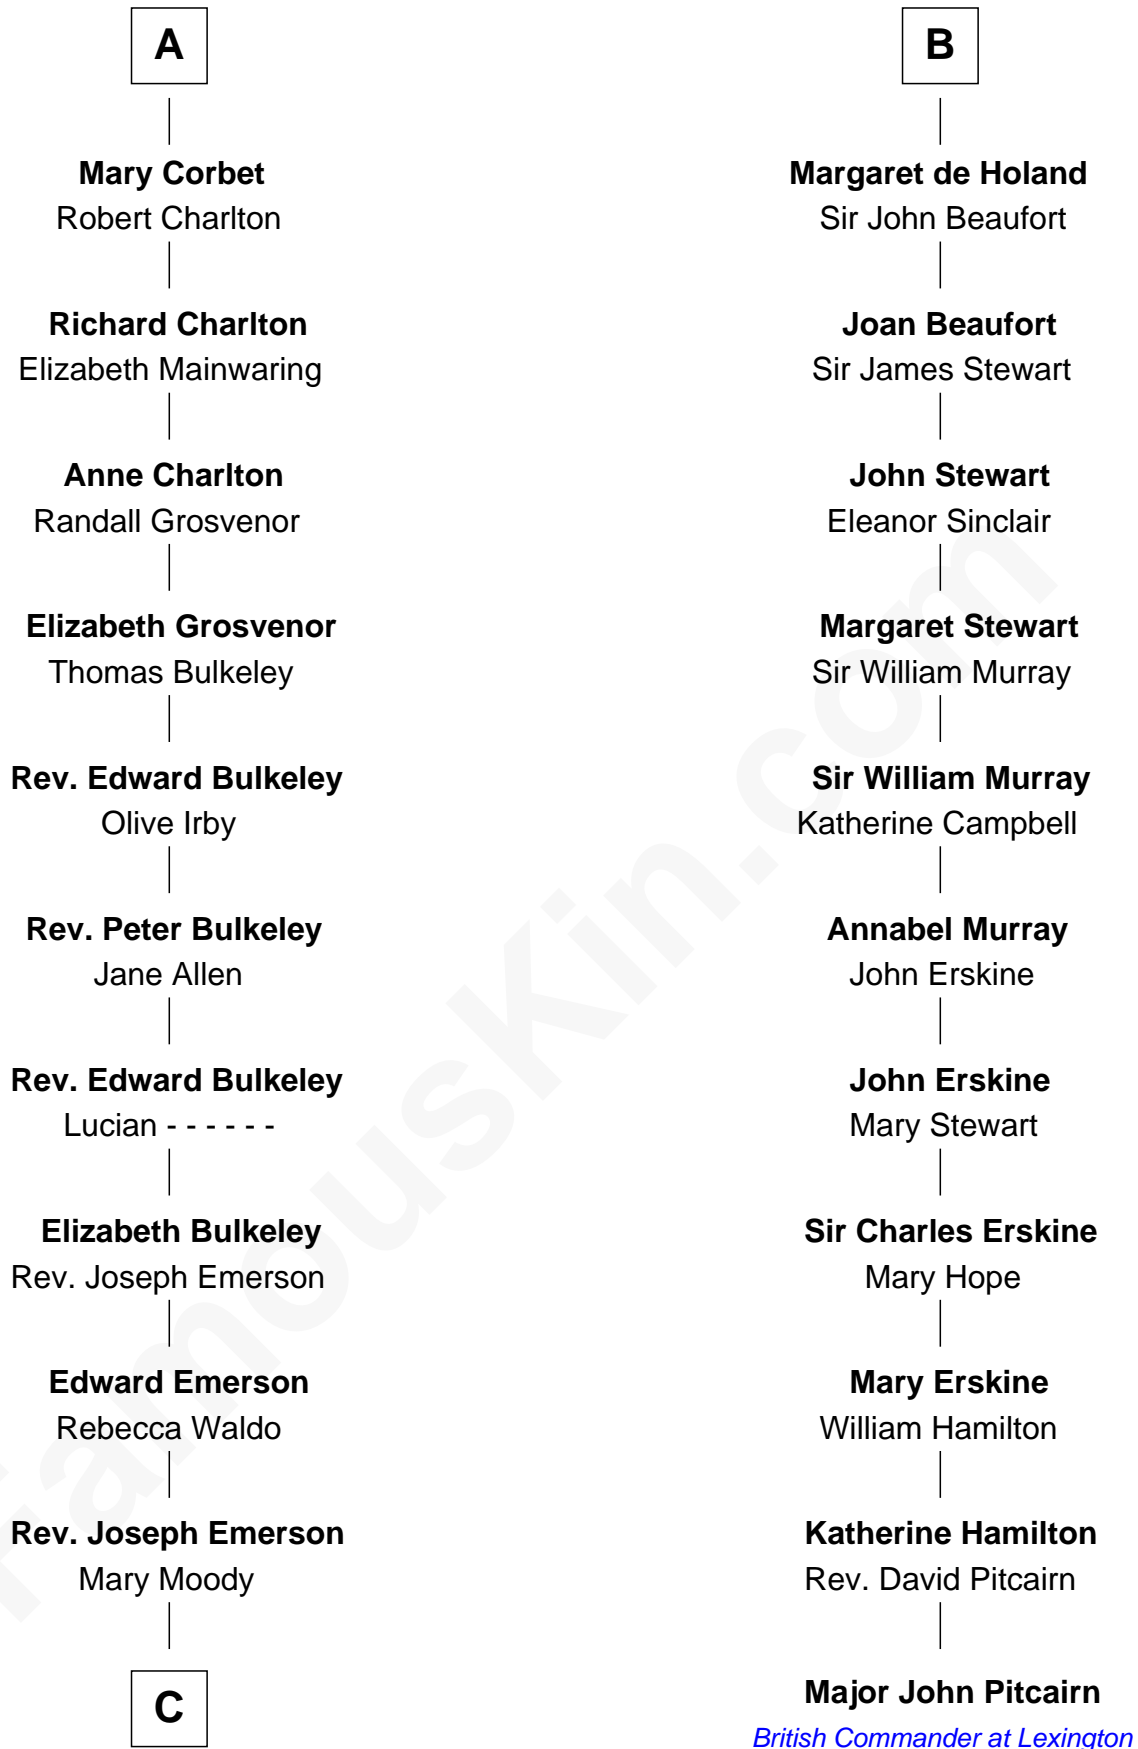 A
Mary Corbet
Robert Charlton
Richard Charlton
Elizabeth Mainwaring
Anne Charlton
Randall Grosvenor
Elizabeth Grosvenor
Thomas Bulkeley
Rev. Edward Bulkeley
Olive Irby
Rev. Peter Bulkeley
Jane Allen
Rev. Edward Bulkeley
Lucian - - - - - -
Elizabeth Bulkeley
Rev. Joseph Emerson
Edward Emerson
Rebecca Waldo
Rev. Joseph Emerson
Mary Moody
C
B
Margaret de Holand
Sir John Beaufort
Joan Beaufort
Sir James Stewart
John Stewart
Eleanor Sinclair
Margaret Stewart
Sir William Murray
Sir William Murray
Katherine Campbell
Annabel Murray
John Erskine
John Erskine
Mary Stewart
Sir Charles Erskine
Mary Hope
Mary Erskine
William Hamilton
Katherine Hamilton
Rev. David Pitcairn
Major John Pitcairn
British Commander at Lexington
FamousKin.com